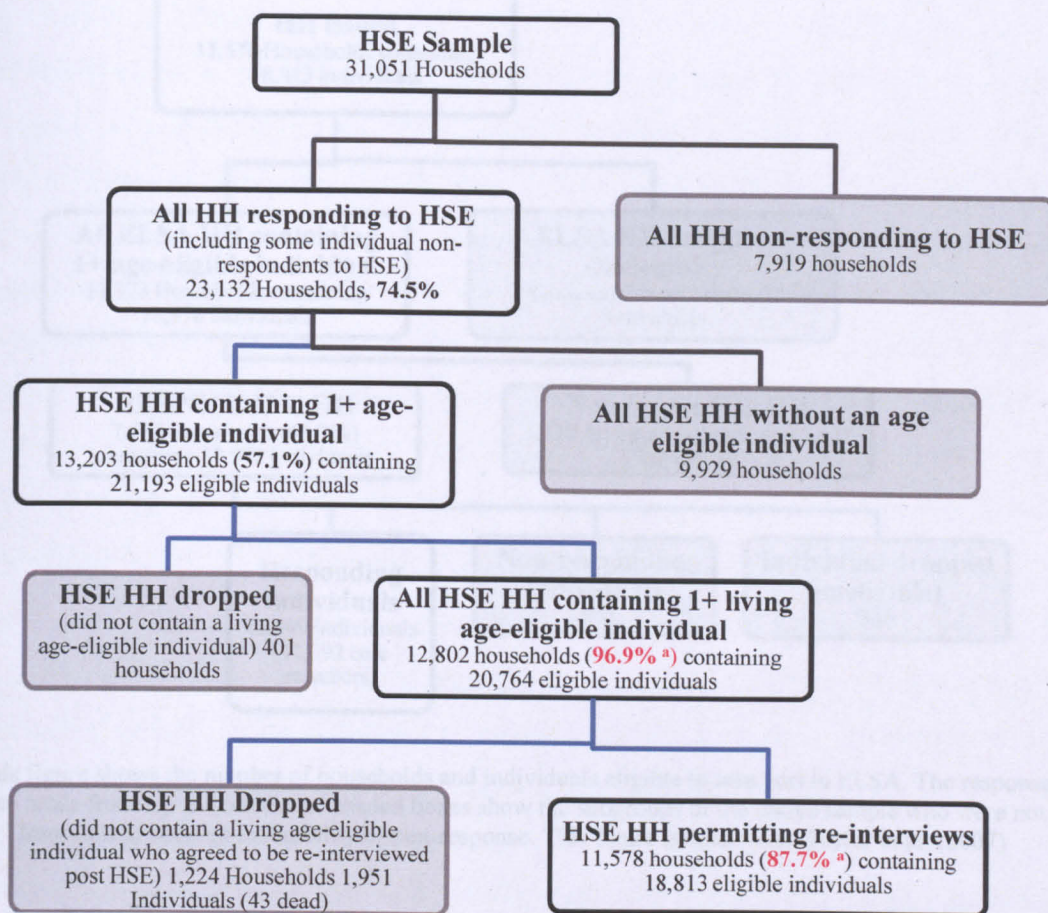 HSE Sample
31,051 Households
All HH responding to HSE
(including some individual non-
respondents to HSE)
23,132 Households, 74.5%
All HH non-responding to HSE
7,919 households
HSE HH containing 1+ age-
eligible individual
13,203 households (57.1%) containing
21,193 eligible individuals
All HSE HH without an age
eligible individual
9,929 households
HSE HH dropped
(did not contain a living
age-eligible individual) 401
households
All HSE HH containing 1+ living
age-eligible individual
12,802 households (96.9% a) containing
20,764 eligible individuals
HSE HH Dropped
(did not contain a living age-eligible
individual who agreed to be re-interviewed
post HSE) 1,224 Households 1,951
Individuals (43 dead)
HSE HH permitting re-interviews
11,578 households (87.7% a) containing
18,813 eligible individuals